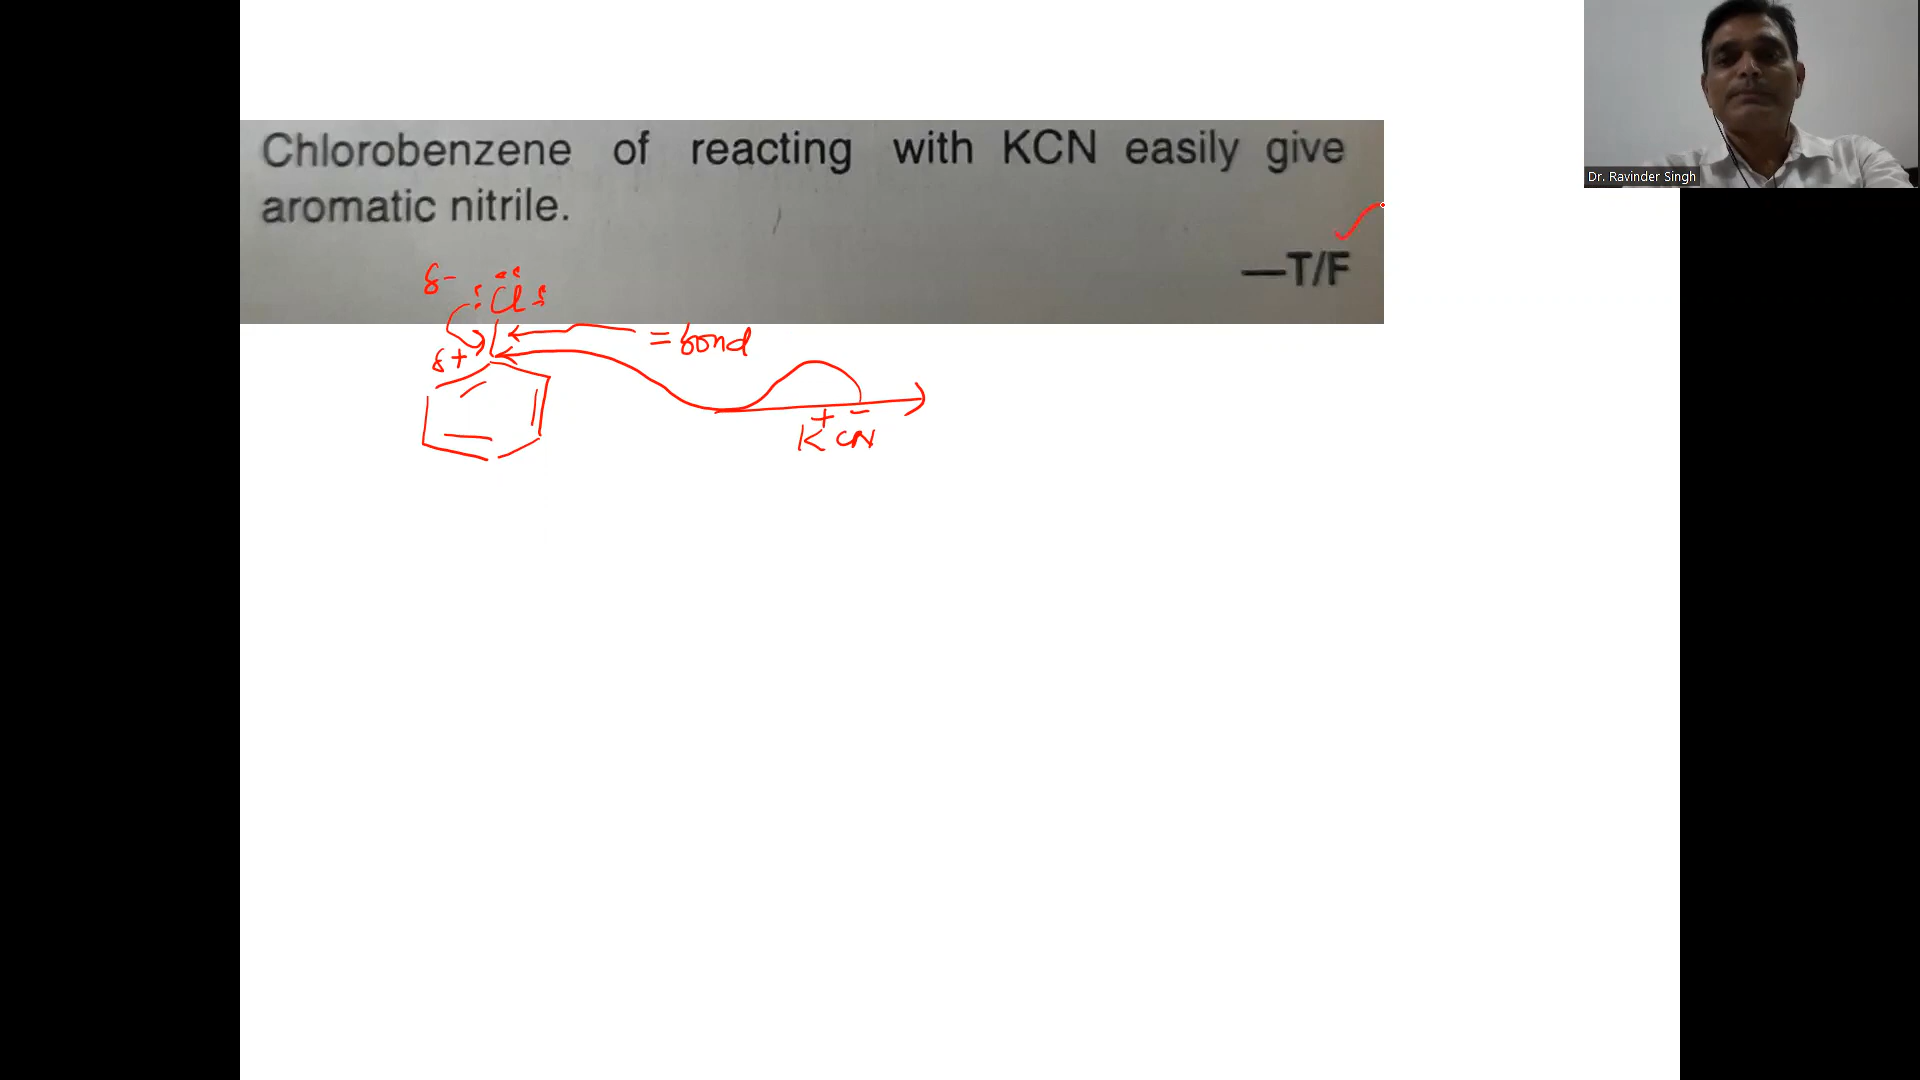 Dr. Ravinder Singh
Chlorobenzene of reacting with KCN easily give
aromatic nitrile.
—T/F
δ- :Cl:
= bond
δ+
+ -
K CN